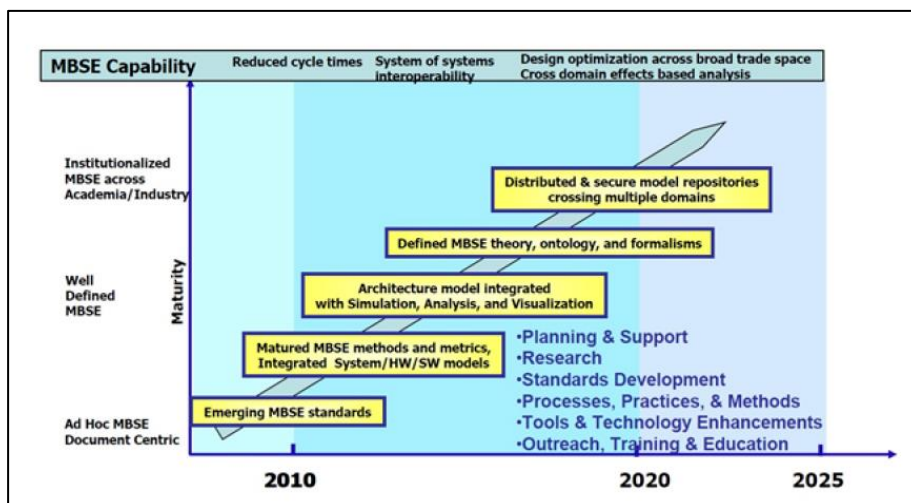 MBSE Capability
Reduced cycle times
System of systems
interoperability
Design optimization across broad trade space
Cross domain effects based analysis
Institutionalized
MBSE across
Academia/Industry
Distributed & secure model repositories
crossing multiple domains
Defined MBSE theory, ontology, and formalisms
Well
Defined
MBSE
Maturity
Architecture model integrated
with Simulation, Analysis, and Visualization
Matured MBSE methods and metrics,
Integrated System/HW/SW models
•Planning & Support
•Research
•Standards Development
•Processes, Practices, & Methods
•Tools & Technology Enhancements
•Outreach, Training & Education
Emerging MBSE standards
Ad Hoc MBSE
Document Centric
2010
2020
2025